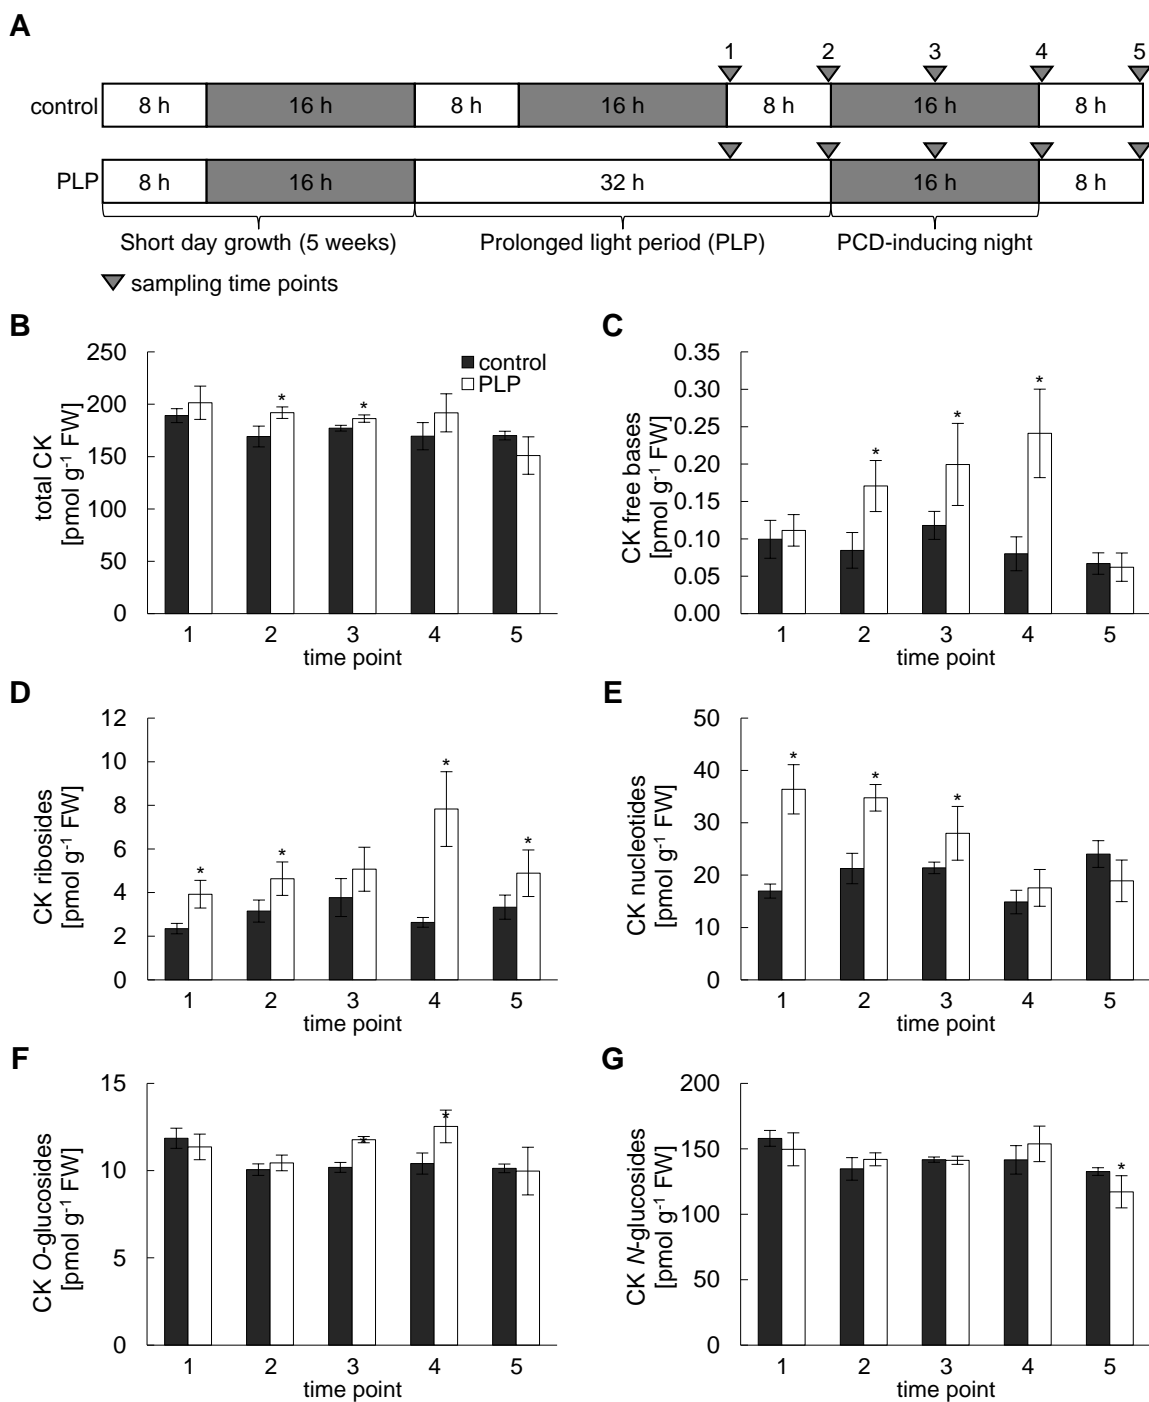 A
1 2 3 4 5
control 8 h 16 h 8 h 16 h 8 h 16 h 8 h
PLP 8 h 16 h 32 h 16 h 8 h
Short day growth (5 weeks) Prolonged light period (PLP) PCD-inducing night
sampling time points
B
total CK
[pmol g⁻¹ FW]
250
200
150
100
50
0
control
PLP
* *
1 2 3 4 5
time point
C
CK free bases
[pmol g⁻¹ FW]
0.35
0.30
0.25
0.20
0.15
0.10
0.05
0.00
* * *
1 2 3 4 5
time point
D
CK ribosides
[pmol g⁻¹ FW]
12
10
8
6
4
2
0
* * * *
1 2 3 4 5
time point
E
CK nucleotides
[pmol g⁻¹ FW]
50
40
30
20
10
0
* * *
1 2 3 4 5
time point
F
CK O-glucosides
[pmol g⁻¹ FW]
15
10
5
0
* *
1 2 3 4 5
time point
G
CK N-glucosides
[pmol g⁻¹ FW]
200
150
100
50
0
*
1 2 3 4 5
time point